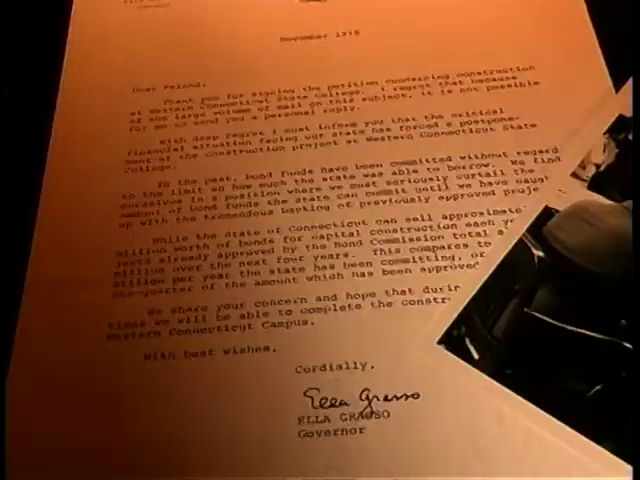 November 1975
Dear Friend,
Thank you for signing the petition concerning construction
at Western Connecticut State College. I regret that because
of the large volume of mail on this subject, it is not possible
for me to send you a personal reply.
With deep regret I must inform you that the critical
financial situation facing our state has forced a postpone-
ment of the construction project at Western Connecticut State
College.
In the past, bond funds have been committed without regard
to the limit on how much the state was able to borrow. We find
ourselves in a position where we must seriously curtail the
amount of bond funds the state can commit until we have caught
up with the tremendous backlog of previously approved proje
While the State of Connecticut can sell approximate
million worth of bonds for capital construction each y
jects already approved by the Bond Commission total a
million over the next four years. This compares to
million per year the state has been committing, or
one-quarter of the amount which has been approve
We share your concern and hope that durin
times we will be able to complete the constr
Western Connecticut Campus.
With best wishes,
Cordially,
Ella Grasso
ELLA GRASSO
Governor